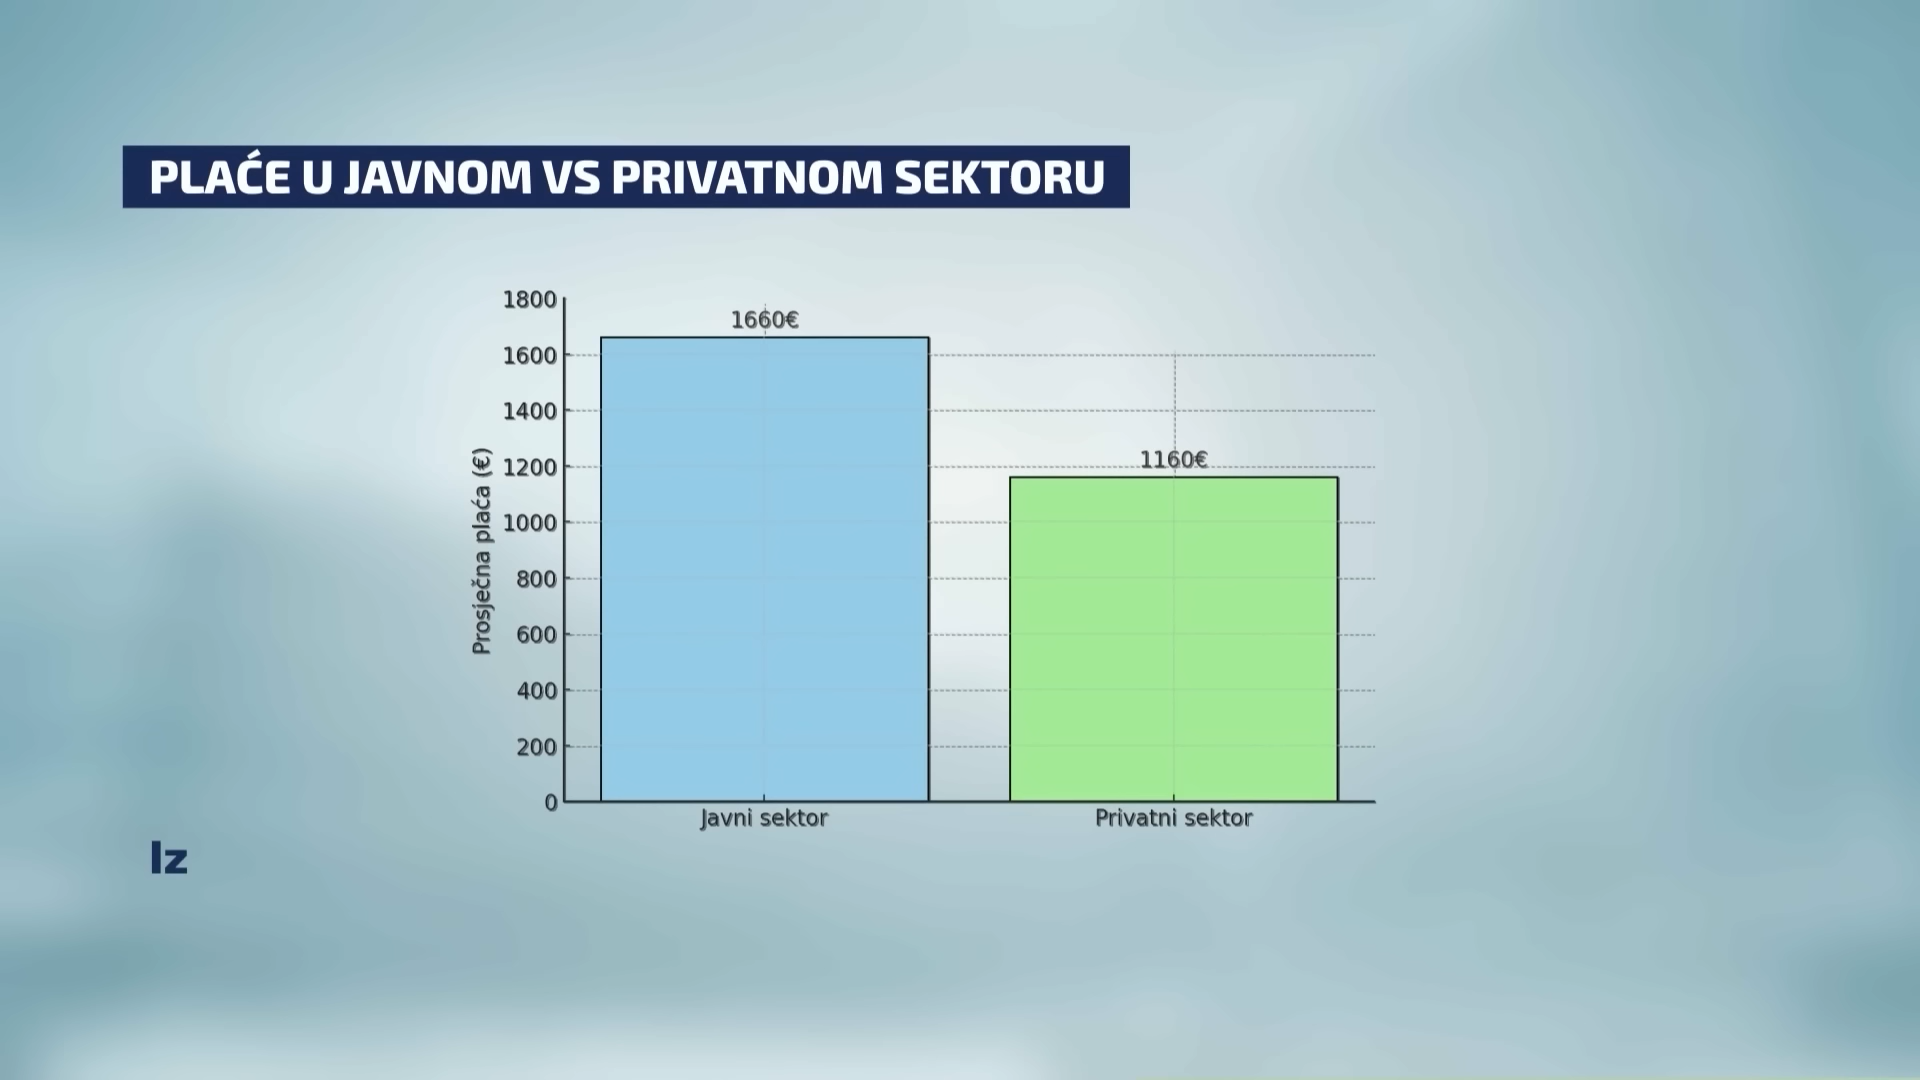 PLAĆE U JAVNOM VS PRIVATNOM SEKTORU
1800
1600
1400
1200
1000
800
600
400
200
0
Prosječna plaća (€)
1660€
1160€
Javni sektor
Privatni sektor
Iz